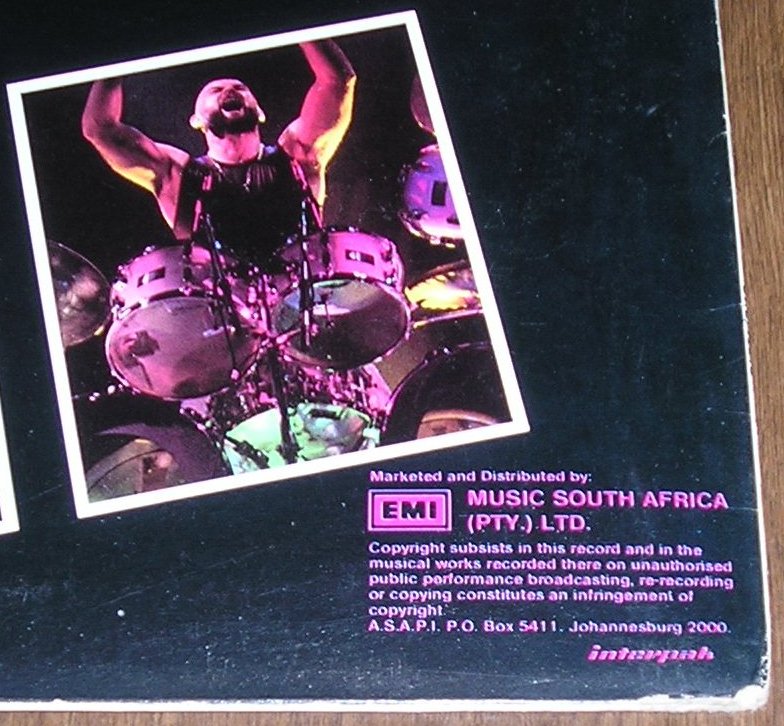 Marketed and Distributed by:
EMI
MUSIC SOUTH AFRICA
(PTY.) LTD.
Copyright subsists in this record and in the
musical works recorded there on unauthorised
public performance broadcasting, re-recording
or copying constitutes an infringement of
copyright.
A.S.A.P.I. P.O. Box 5411. Johannesburg 2000.
interpak